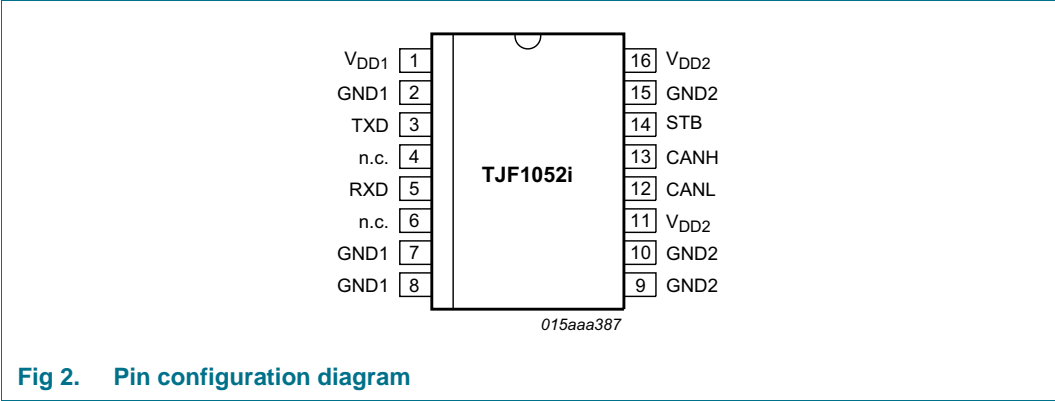 VDD1 1 16 VDD2
GND1 2 15 GND2
TXD 3 14 STB
n.c. 4 13 CANH
TJF1052i
RXD 5 12 CANL
n.c. 6 11 VDD2
GND1 7 10 GND2
GND1 8 9 GND2
015aaa387
Fig 2. Pin configuration diagram